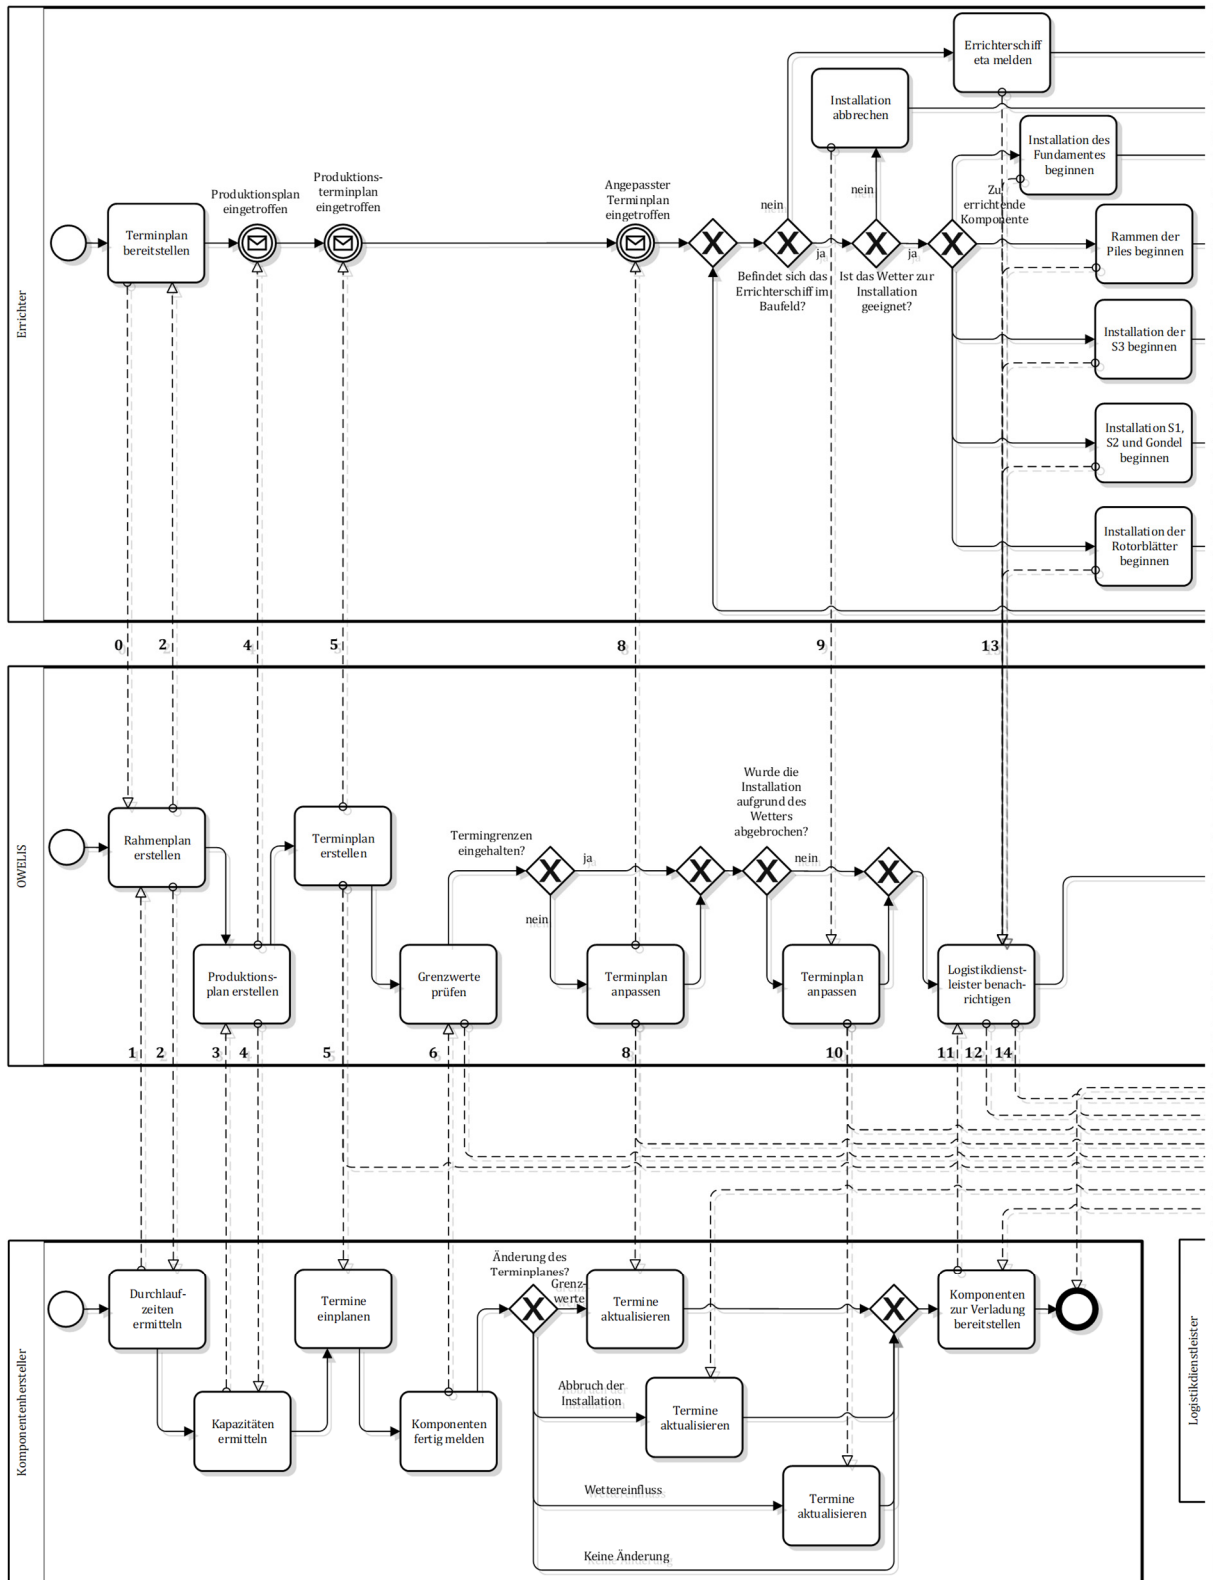 Errichter
Errichterschiff
eta melden
Installation
abbrechen
Installation des
Fundamentes
beginnen
Produktions-
terminplan
eingetroffen
Produktionsplan
eingetroffen
Angepasster
Terminplan
eingetroffen
nein
nein
Zu
errichtende
Komponente
Terminplan
bereitstellen
ja
ja
Rammen der
Piles beginnen
Befindet sich das
Errichterschiff im
Baufeld?
Ist das Wetter zur
Installation
geeignet?
Installation der
S3 beginnen
Installation S1,
S2 und Gondel
beginnen
Installation der
Rotorblätter
beginnen
0
2
4
5
8
9
13
OWELIS
Wurde die
Installation
aufgrund des
Wetters
abgebrochen?
Rahmenplan
erstellen
Terminplan
erstellen
Termingrenzen
eingehalten?
ja
nein
nein
Produktions-
plan erstellen
Grenzwerte
prüfen
Terminplan
anpassen
Terminplan
anpassen
Logistikdienst-
leister benach-
richtigen
1
2
3
4
5
6
8
10
11
12
14
Komponentenhersteller
Änderung des
Terminplanes?
Grenz-
werte
Durchlauf-
zeiten
ermitteln
Termine
einplanen
Termine
aktualisieren
Komponenten
zur Verladung
bereitstellen
Abbruch der
Installation
Kapazitäten
ermitteln
Komponenten
fertig melden
Termine
aktualisieren
Wettereinfluss
Termine
aktualisieren
Keine Änderung
Logistikdienstleister